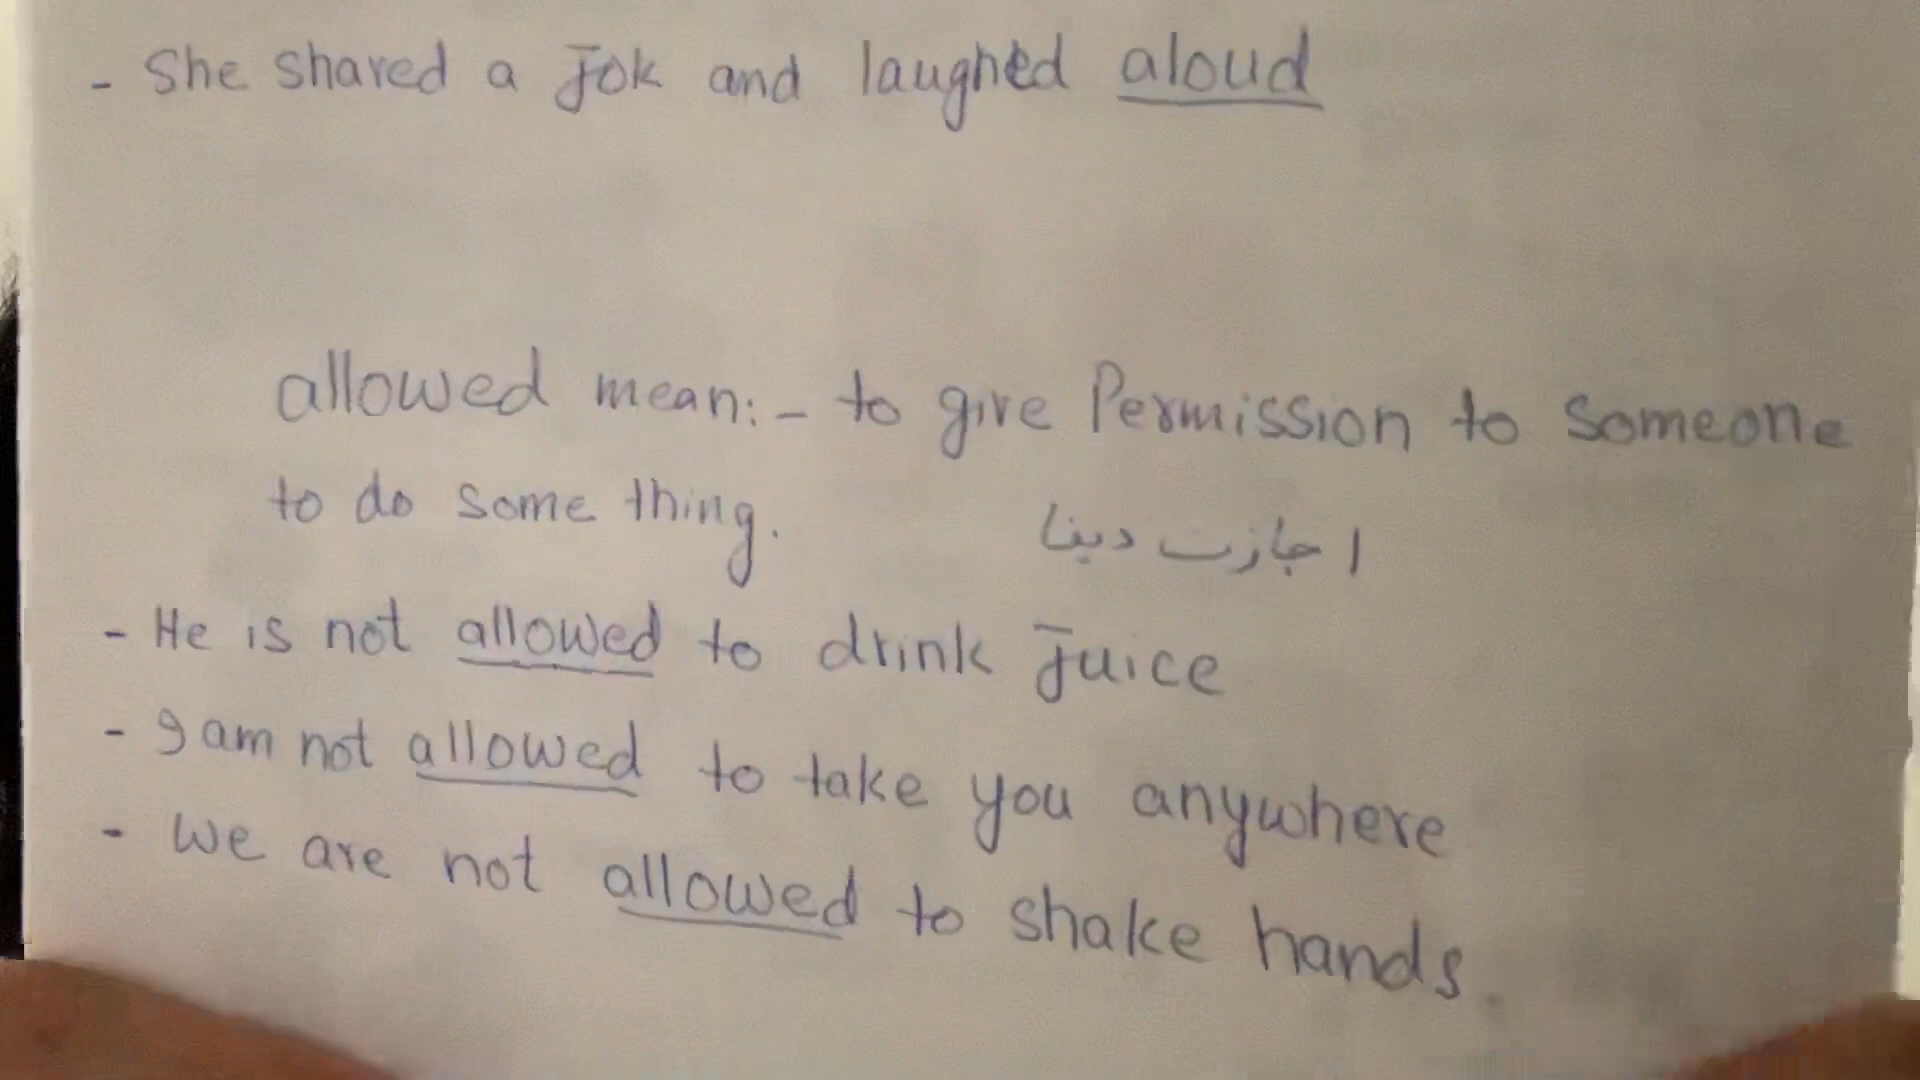 - She shared a Jok and laughed aloud
allowed mean:- to give Permission to someone
to do some thing.
اجازت دینا
- He is not allowed to drink Juice
- I am not allowed to take you anywhere
- We are not allowed to shake hands.